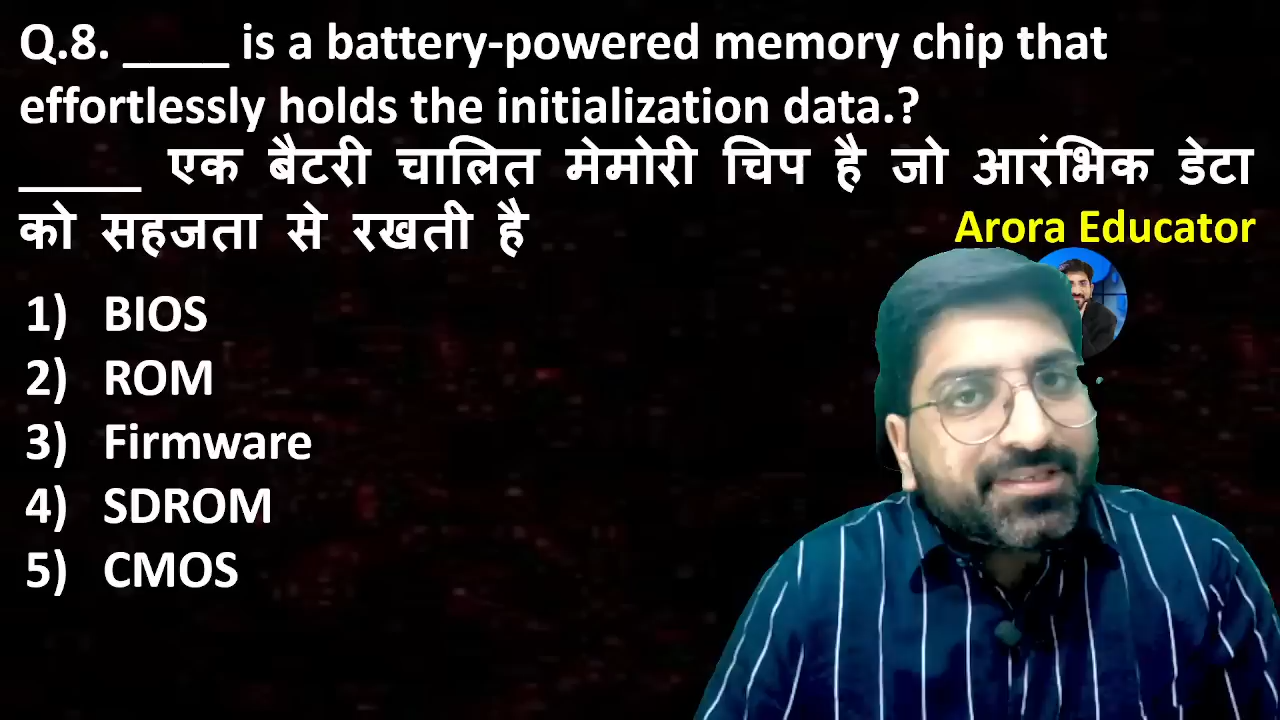 Q.8. ____ is a battery-powered memory chip that
effortlessly holds the initialization data.?
_____ एक बैटरी चालित मेमोरी चिप है जो आरंभिक डेटा
को सहजता से रखती है
Arora Educator
1) BIOS
2) ROM
3) Firmware
4) SDROM
5) CMOS